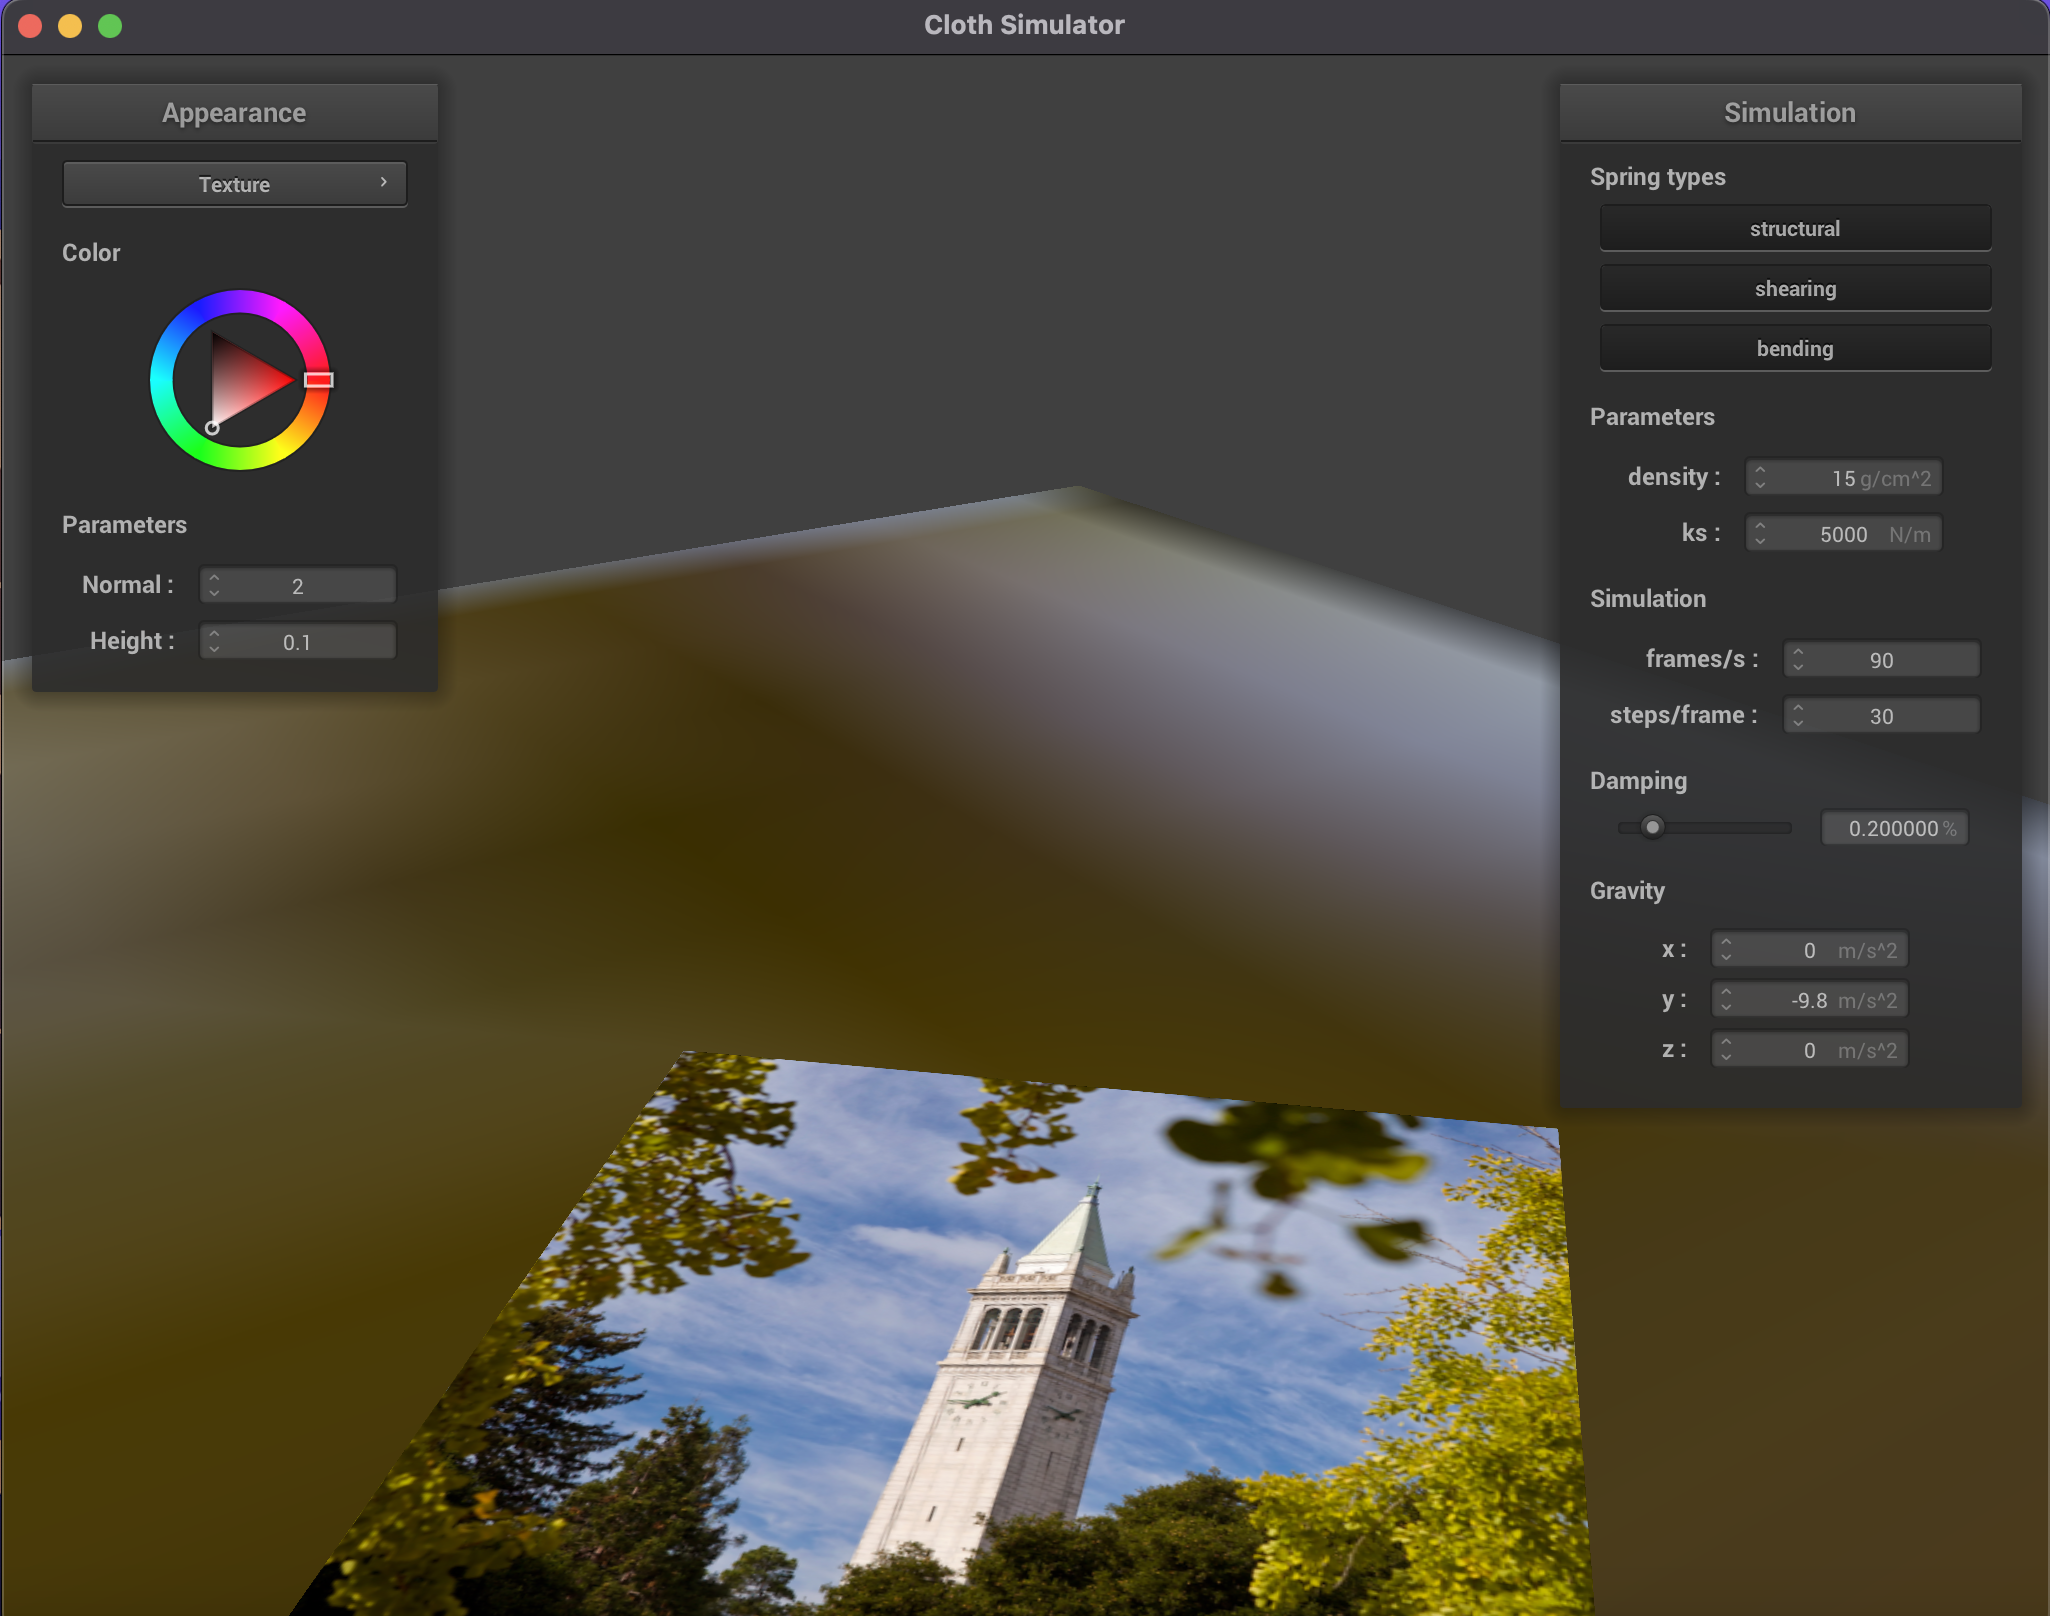 Cloth Simulator
Appearance
Texture
Color
Parameters
Normal : 2
Height : 0.1
Simulation
Spring types
structural
shearing
bending
Parameters
density : 15 g/cm^2
ks : 5000 N/m
Simulation
frames/s : 90
steps/frame : 30
Damping
0.200000 %
Gravity
x : 0 m/s^2
y : -9.8 m/s^2
z : 0 m/s^2